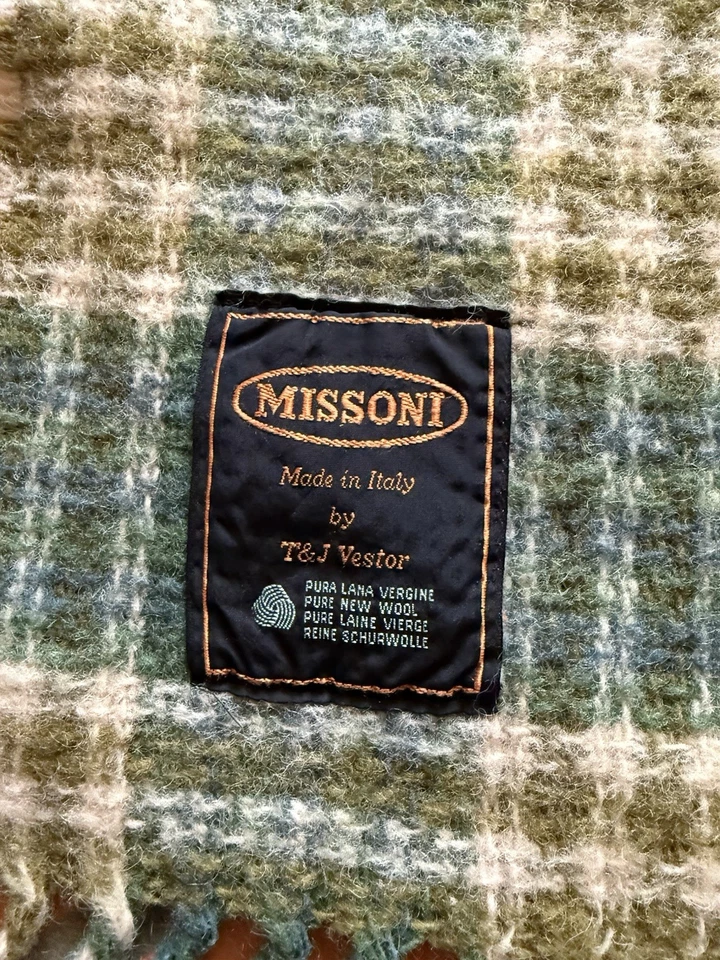 MISSONI
Made in Italy
by
T&J Vestor
PURA LANA VERGINE
PURE NEW WOOL
PURE LAINE VIERGE
REINE SCHURWOLLE